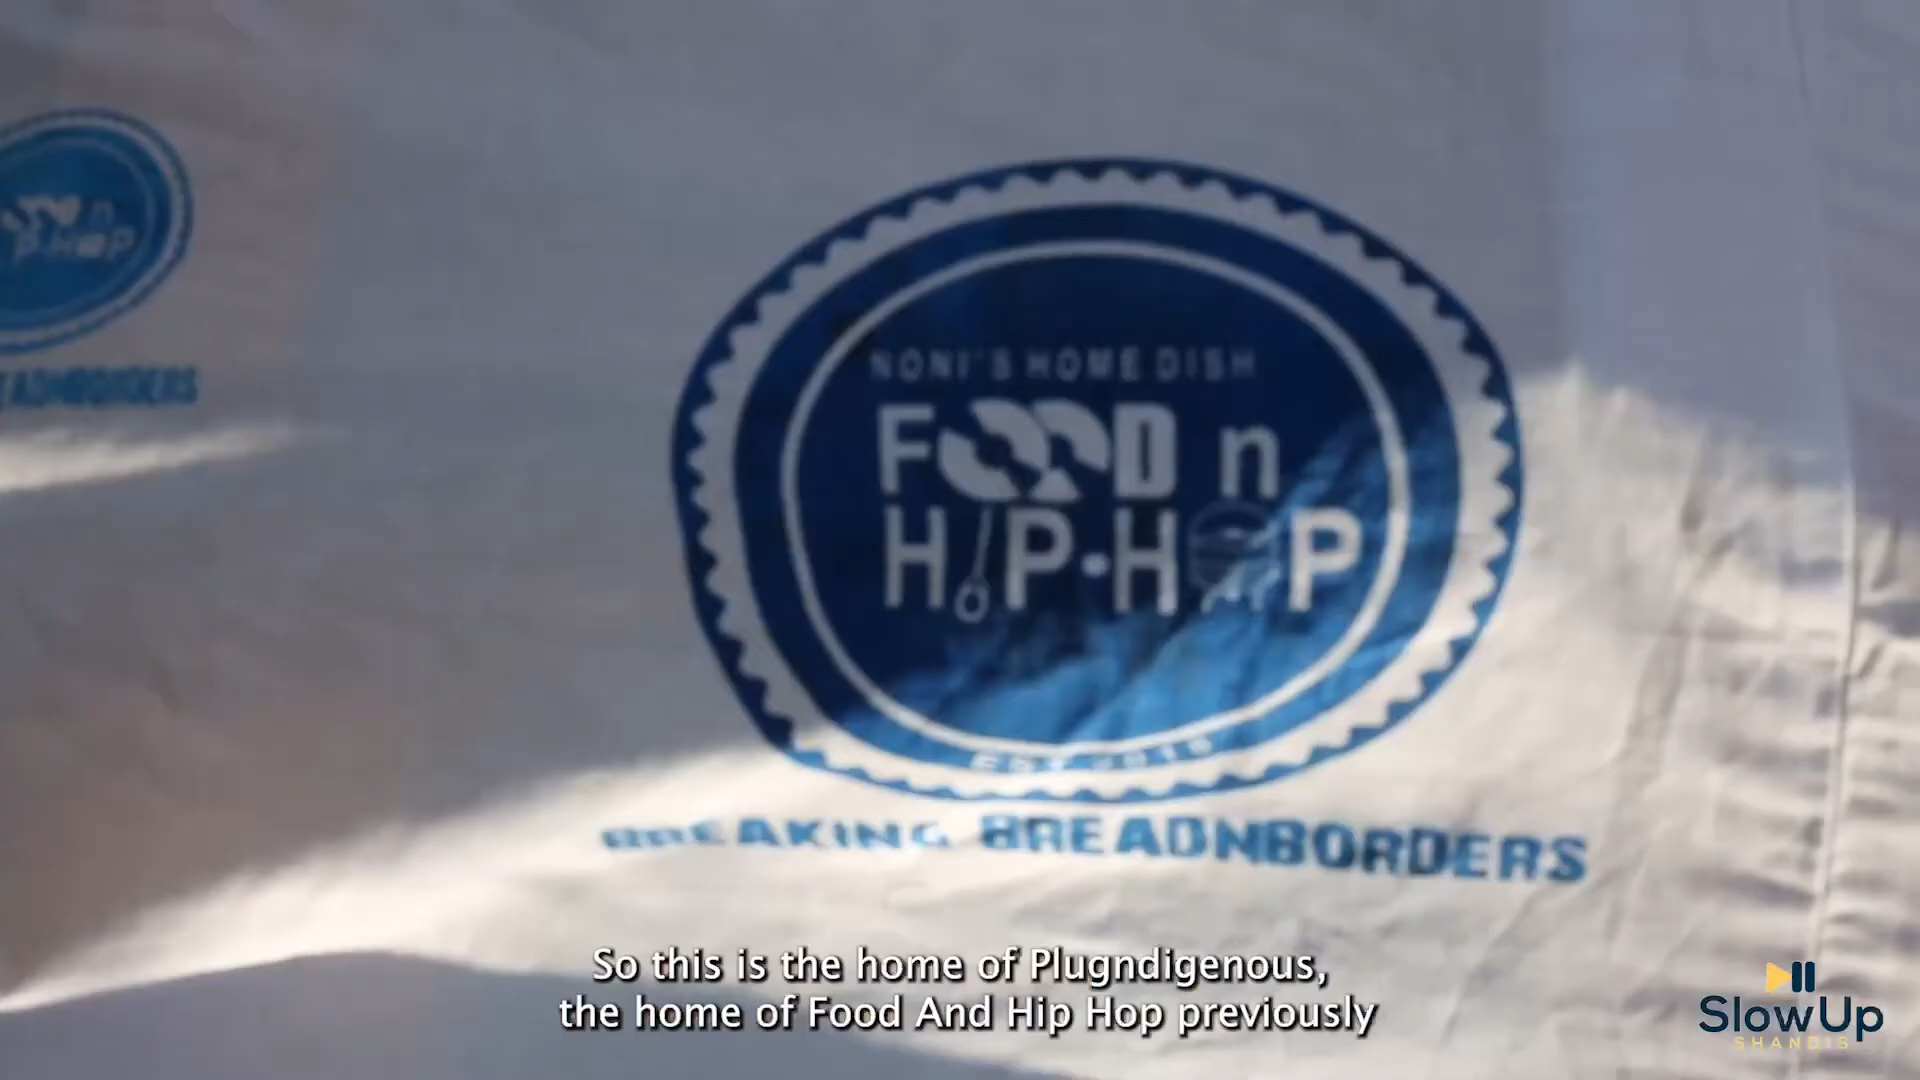 NONI'S HOME DISH
FOOD n
HIP·HOP
BREAKING BREADNBORDERS
So this is the home of Plugndigenous,
the home of Food And Hip Hop previously
SlowUp
SHANDIS